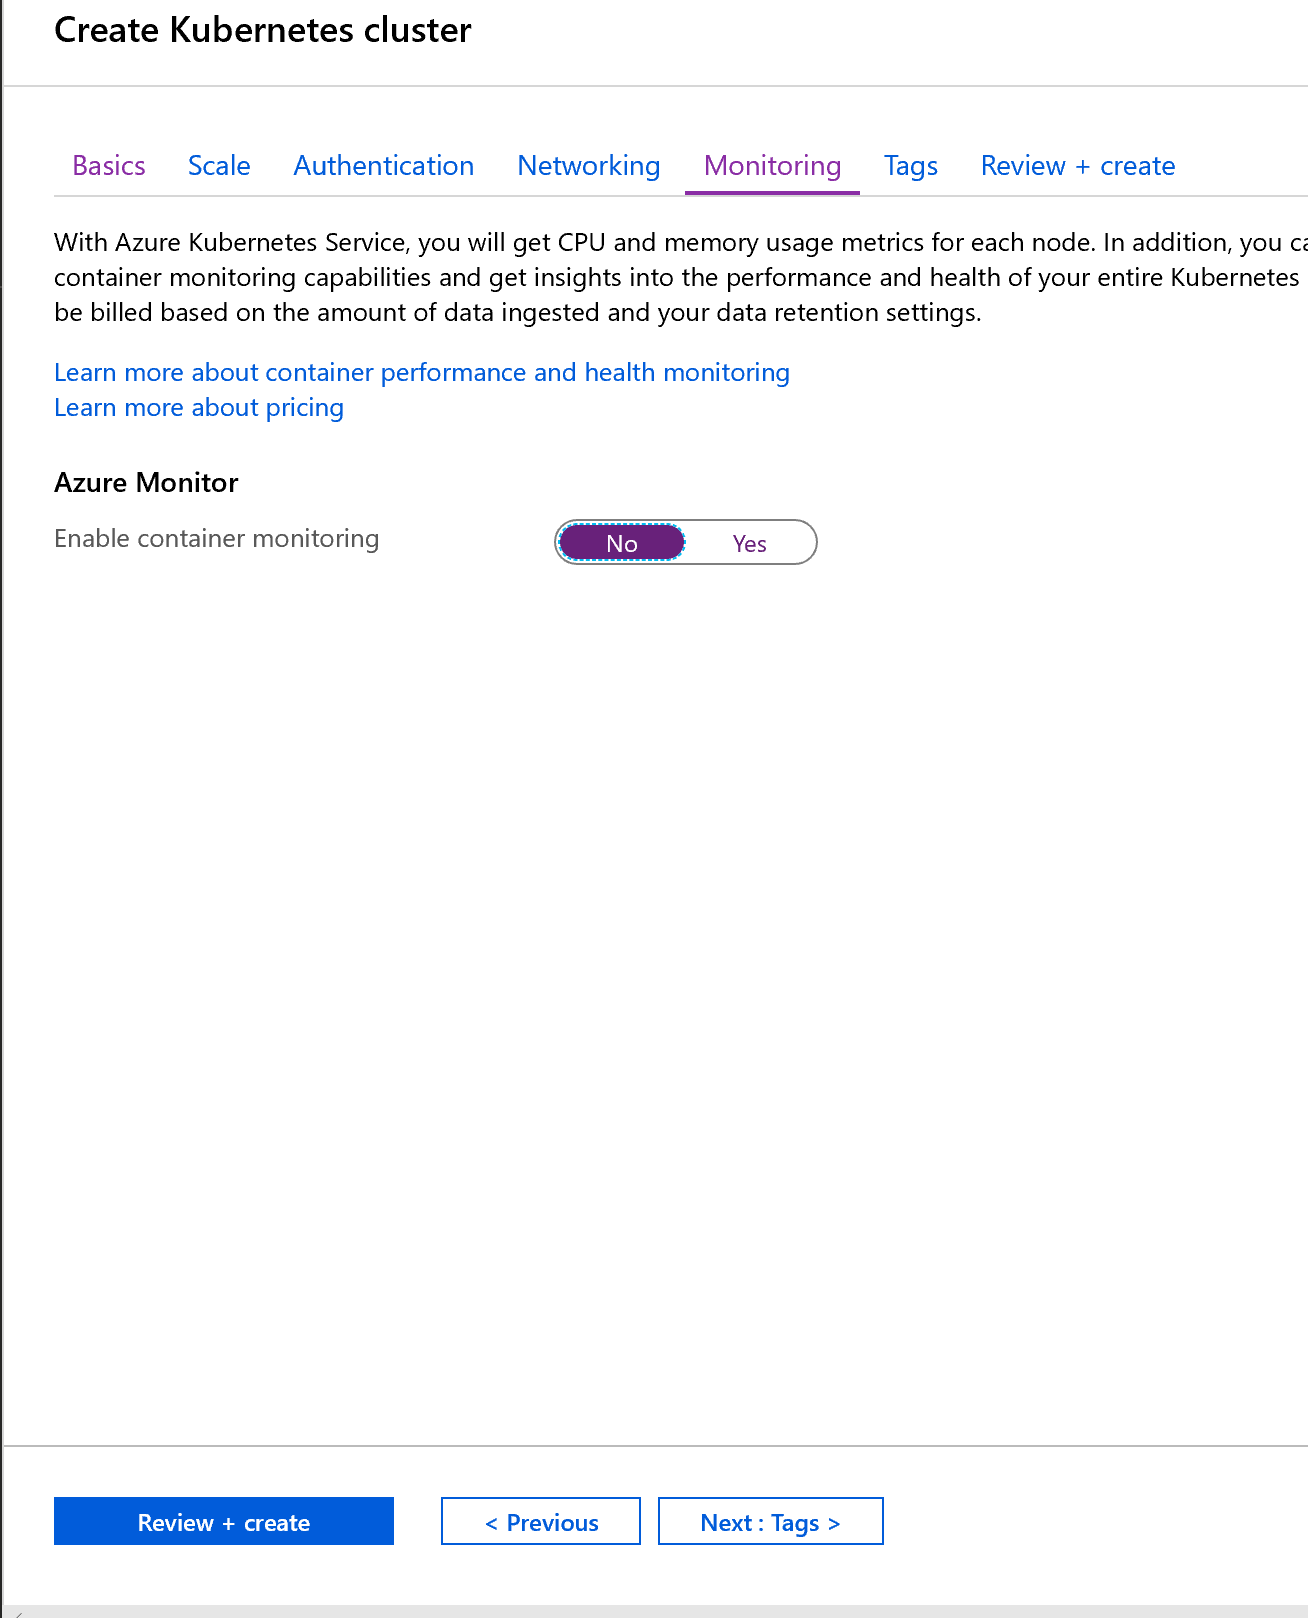 Create Kubernetes cluster
Basics Scale Authentication Networking Monitoring Tags Review + create
With Azure Kubernetes Service, you will get CPU and memory usage metrics for each node. In addition, you
container monitoring capabilities and get insights into the performance and health of your entire Kubernetes
be billed based on the amount of data ingested and your data retention settings.
Learn more about container performance and health monitoring
Learn more about pricing
Azure Monitor
Enable container monitoring No Yes
Review + create < Previous Next : Tags >